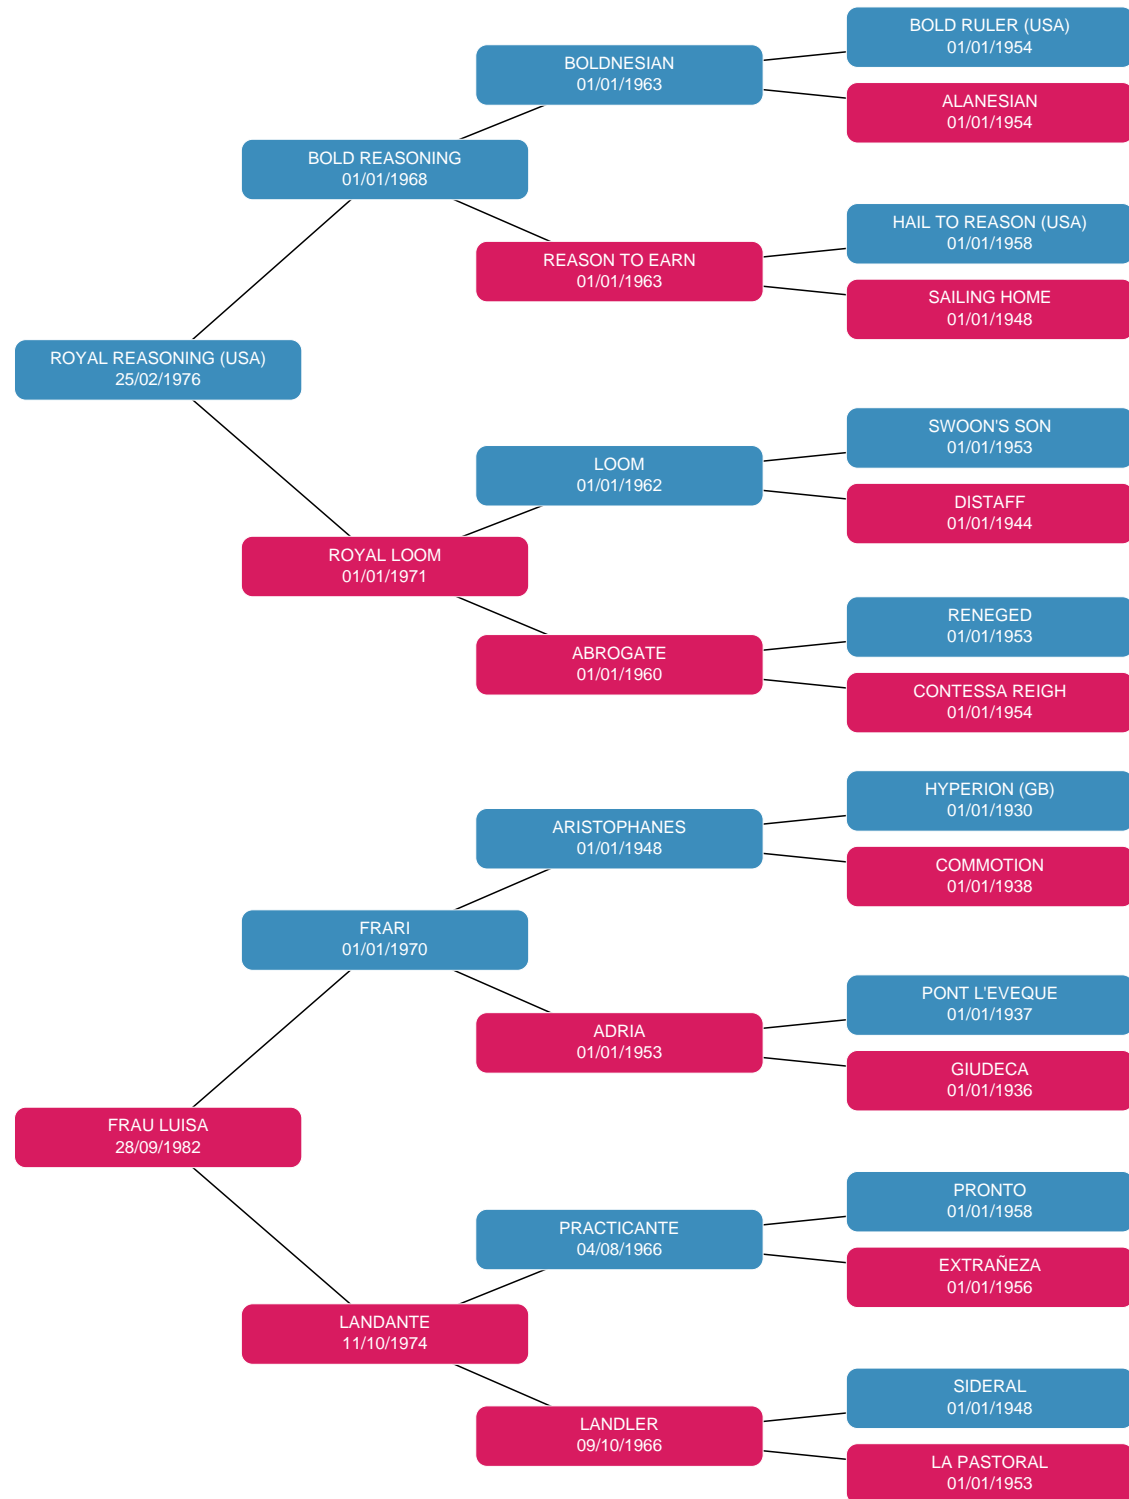 BOLD RULER (USA)
01/01/1954
BOLDNESIAN
01/01/1963
ALANESIAN
01/01/1954
BOLD REASONING
01/01/1968
HAIL TO REASON (USA)
01/01/1958
REASON TO EARN
01/01/1963
SAILING HOME
01/01/1948
ROYAL REASONING (USA)
25/02/1976
SWOON'S SON
01/01/1953
LOOM
01/01/1962
DISTAFF
01/01/1944
ROYAL LOOM
01/01/1971
RENEGED
01/01/1953
ABROGATE
01/01/1960
CONTESSA REIGH
01/01/1954
HYPERION (GB)
01/01/1930
ARISTOPHANES
01/01/1948
COMMOTION
01/01/1938
FRARI
01/01/1970
PONT L'EVEQUE
01/01/1937
ADRIA
01/01/1953
GIUDECA
01/01/1936
FRAU LUISA
28/09/1982
PRONTO
01/01/1958
PRACTICANTE
04/08/1966
EXTRAÑEZA
01/01/1956
LANDANTE
11/10/1974
SIDERAL
01/01/1948
LANDLER
09/10/1966
LA PASTORAL
01/01/1953